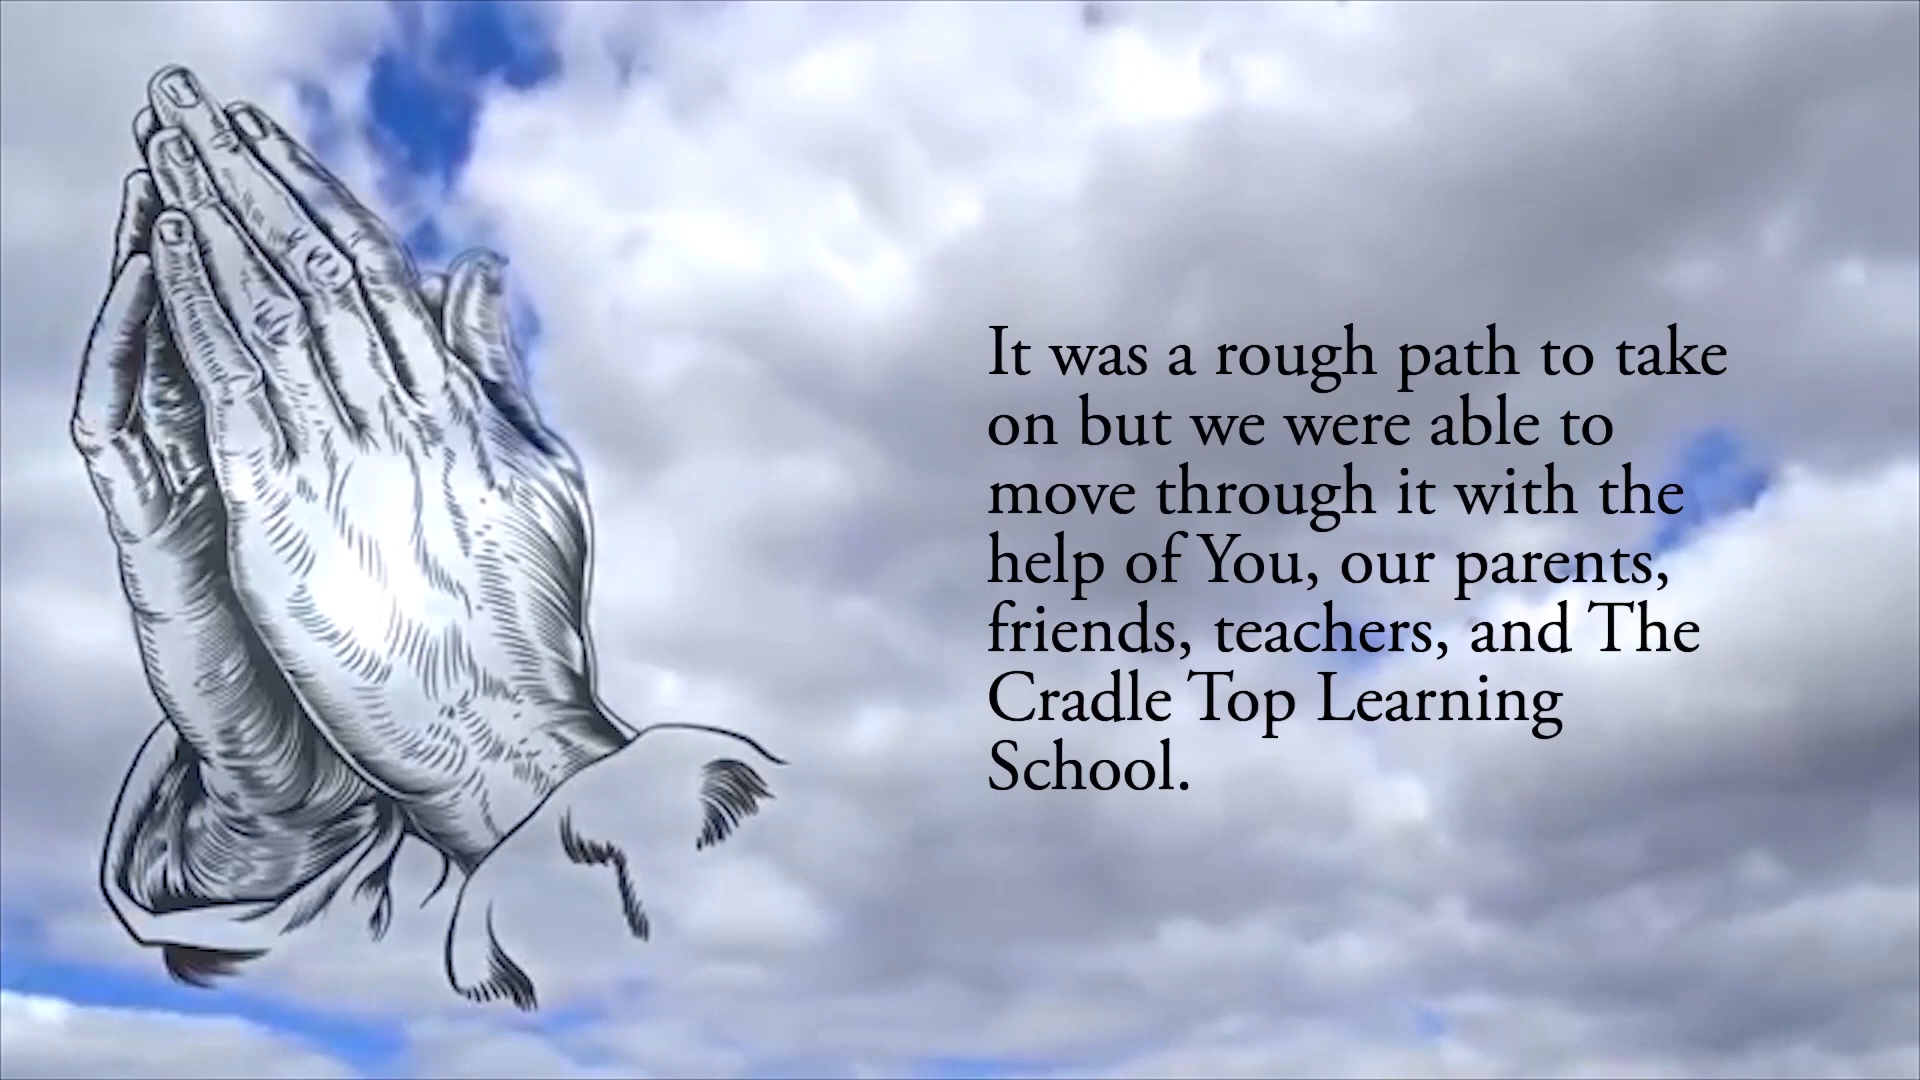 It was a rough path to take
on but we were able to
move through it with the
help of You, our parents,
friends, teachers, and The
Cradle Top Learning
School.